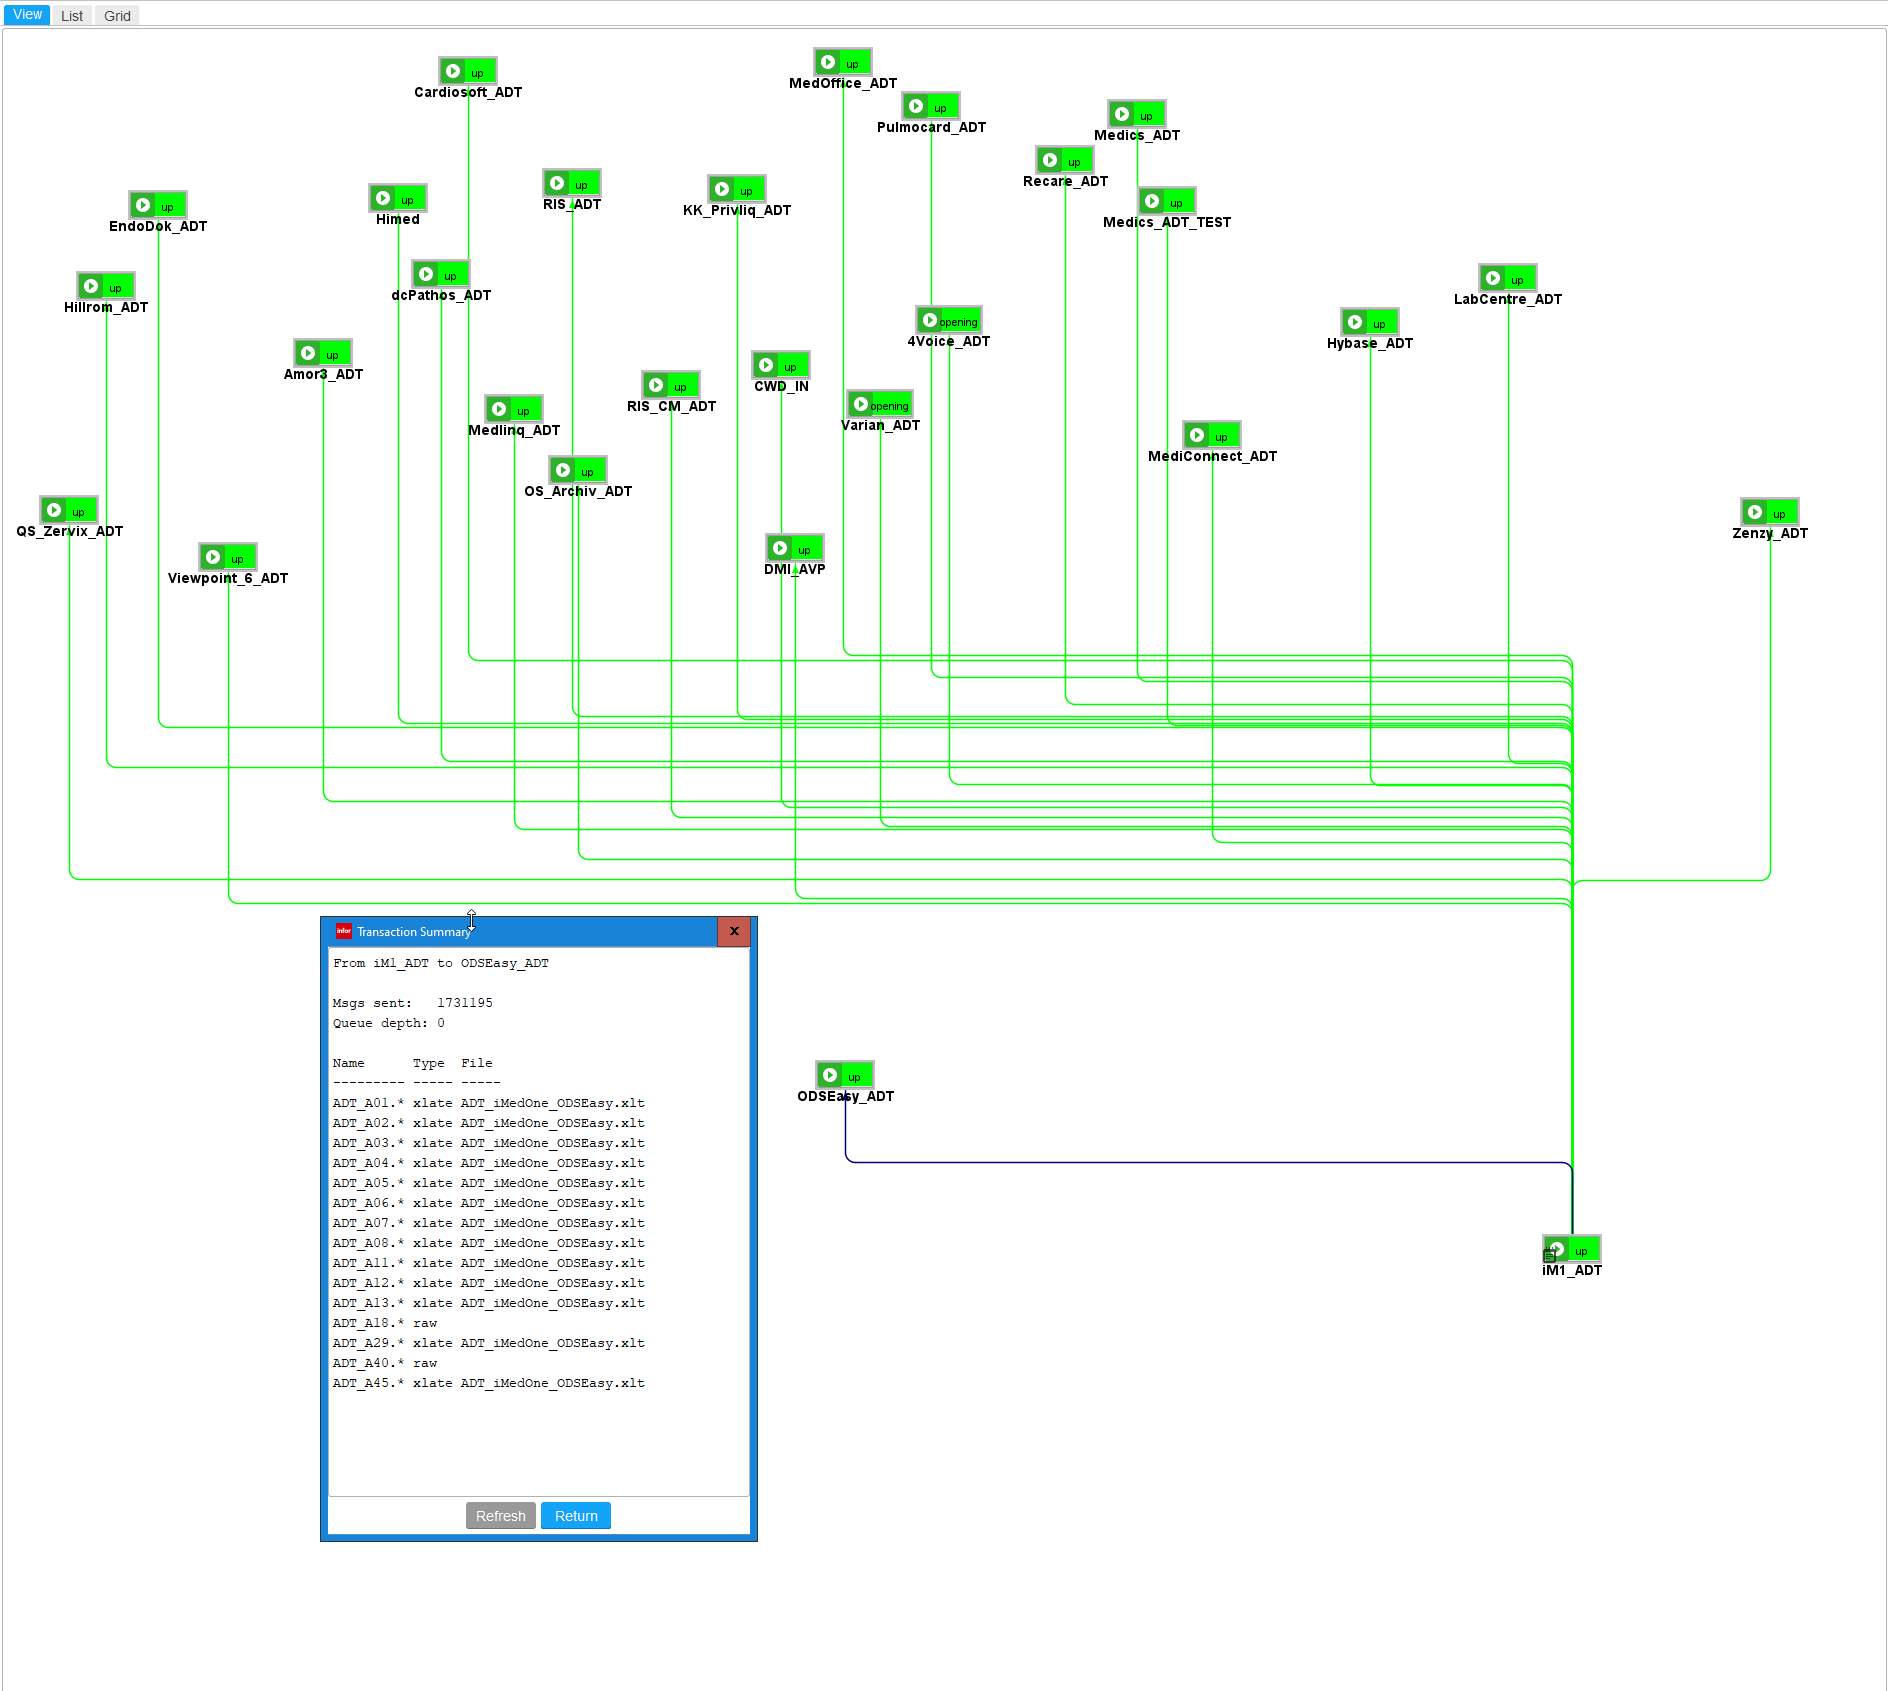 View List Grid
up
Cardiosoft_ADT
up
MedOffice_ADT
up
Pulmocard_ADT
up
Medics_ADT
up
Recare_ADT
up
RIS_ADT
up
KK_Privliq_ADT
up
Himed
up
EndoDok_ADT
up
Medics_ADT_TEST
up
dcPathos_ADT
up
Hillrom_ADT
up
LabCentre_ADT
opening
4Voice_ADT
up
Hybase_ADT
up
Amor3_ADT
up
CWD_IN
up
RIS_CM_ADT
opening
Varian_ADT
up
Medlinq_ADT
up
MediConnect_ADT
up
OS_Archiv_ADT
up
QS_Zervix_ADT
up
Zenzy_ADT
up
Viewpoint_6_ADT
up
DMI_AVP
infor Transaction Summary x
From iM1_ADT to ODSEasy_ADT
Msgs sent: 1731195
Queue depth: 0
Name Type File
--------- ----- -----
ADT_A01.* xlate ADT_iMedOne_ODSEasy.xlt
ADT_A02.* xlate ADT_iMedOne_ODSEasy.xlt
ADT_A03.* xlate ADT_iMedOne_ODSEasy.xlt
ADT_A04.* xlate ADT_iMedOne_ODSEasy.xlt
ADT_A05.* xlate ADT_iMedOne_ODSEasy.xlt
ADT_A06.* xlate ADT_iMedOne_ODSEasy.xlt
ADT_A07.* xlate ADT_iMedOne_ODSEasy.xlt
ADT_A08.* xlate ADT_iMedOne_ODSEasy.xlt
ADT_A11.* xlate ADT_iMedOne_ODSEasy.xlt
ADT_A12.* xlate ADT_iMedOne_ODSEasy.xlt
ADT_A13.* xlate ADT_iMedOne_ODSEasy.xlt
ADT_A18.* raw
ADT_A29.* xlate ADT_iMedOne_ODSEasy.xlt
ADT_A40.* raw
ADT_A45.* xlate ADT_iMedOne_ODSEasy.xlt
Refresh Return
up
ODSEasy_ADT
up
iM1_ADT